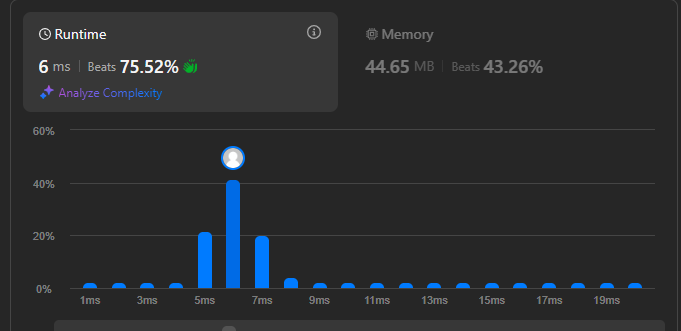 Runtime
6 ms | Beats 75.52%
Analyze Complexity
Memory
44.65 MB | Beats 43.26%
60%
40%
20%
0%
1ms 3ms 5ms 7ms 9ms 11ms 13ms 15ms 17ms 19ms